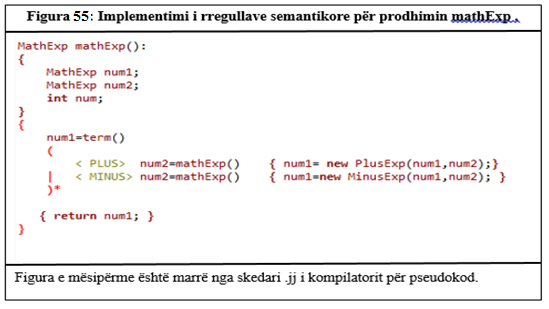 Figura 55: Implementimi i rregullave semantikore për prodhimin mathExp .
MathExp mathExp():
{
MathExp num1;
MathExp num2;
int num;
}
{
num1=term()
(
< PLUS> num2=mathExp() { num1= new PlusExp(num1,num2);}
| < MINUS> num2=mathExp() { num1=new MinusExp(num1,num2); }
)*
{ return num1; }
}
Figura e mësipërme është marrë nga skedari .jj i kompilatorit për pseudokod.